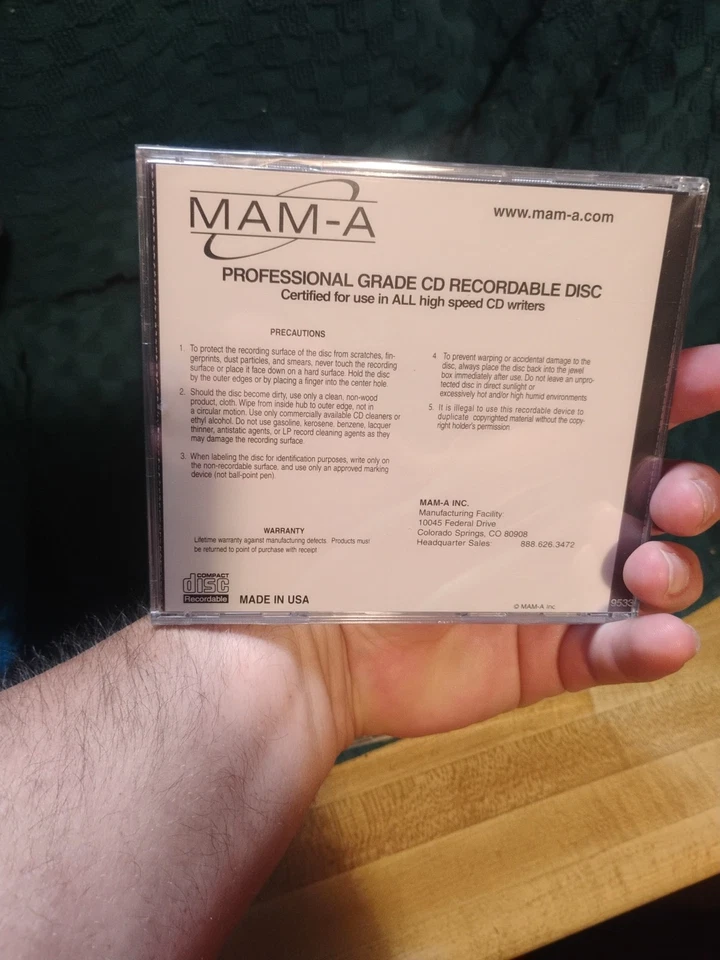 MAM-A
www.mam-a.com
PROFESSIONAL GRADE CD RECORDABLE DISC
Certified for use in ALL high speed CD writers
PRECAUTIONS
1. To protect the recording surface of the disc from scratches, fin-
gerprints, dust particles, and smears, never touch the recording
surface or place it face down on a hard surface. Hold the disc
by the outer edges or by placing a finger into the center hole.
2. Should the disc become dirty, use only a clean, non-wood
product, cloth. Wipe from inside hub to outer edge, not in
a circular motion. Use only commercially available CD cleaners or
ethyl alcohol. Do not use gasoline, kerosene, benzene, lacquer
thinner, antistatic agents, or LP record cleaning agents as they
may damage the recording surface.
3. When labeling the disc for identification purposes, write only on
the non-recordable surface, and use only an approved marking
device (not ball-point pen).
4 To prevent warping or accidental damage to the
disc, always place the disc back into the jewel
box immediately after use. Do not leave an unpro-
tected disc in direct sunlight or
excessively hot and/or high humid environments
5. It is illegal to use this recordable device to
duplicate copyrighted material without the copy-
right holder's permission
WARRANTY
Lifetime warranty against manufacturing defects. Products must
be returned to point of purchase with receipt
MAM-A INC.
Manufacturing Facility
10045 Federal Drive
Colorado Springs, CO 80908
Headquarter Sales: 888.626.3472
COMPACT
disc
Recordable
MADE IN USA
© MAM-A Inc
9533